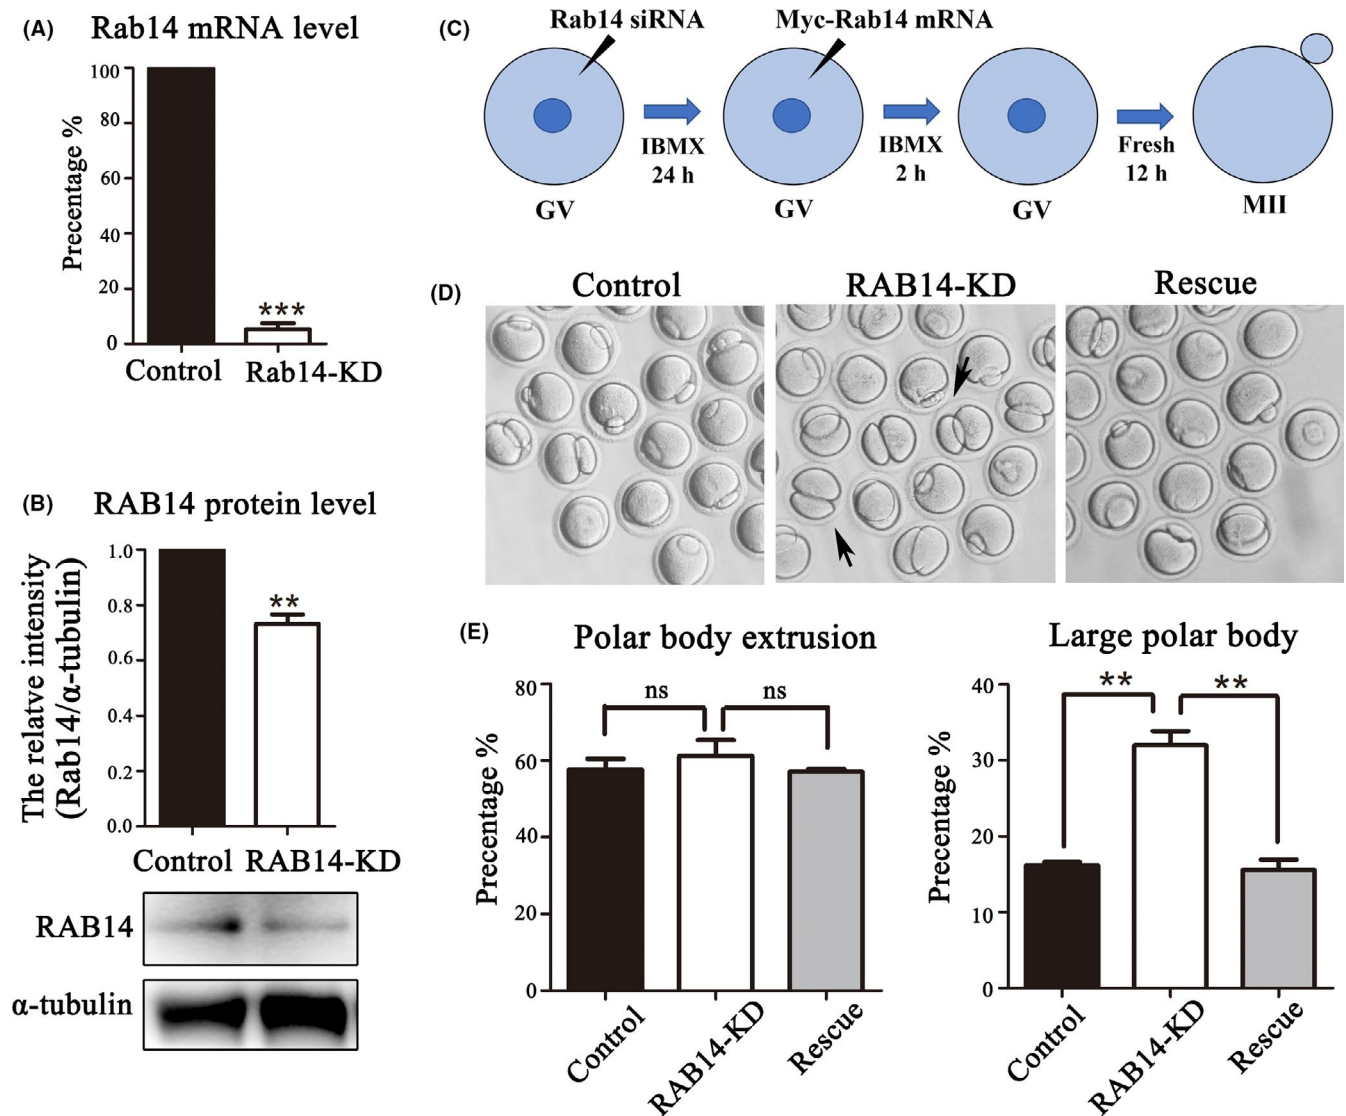 (A) Rab14 mRNA level
Precentage %
100
80
60
40
20
0
***
Control Rab14-KD
(B) RAB14 protein level
The relatve intensity
(Rab14/α-tubulin)
1.0
0.8
0.6
0.4
0.2
0.0
**
Control RAB14-KD
RAB14
α-tubulin
(C)
Rab14 siRNA Myc-Rab14 mRNA
IBMX
24 h
IBMX
2 h
Fresh
12 h
GV GV GV MII
(D) Control RAB14-KD Rescue
(E) Polar body extrusion
Precentage %
80
60
40
20
0
ns ns
Control RAB14-KD Rescue
Large polar body
Precentage %
40
30
20
10
0
** **
Control RAB14-KD Rescue